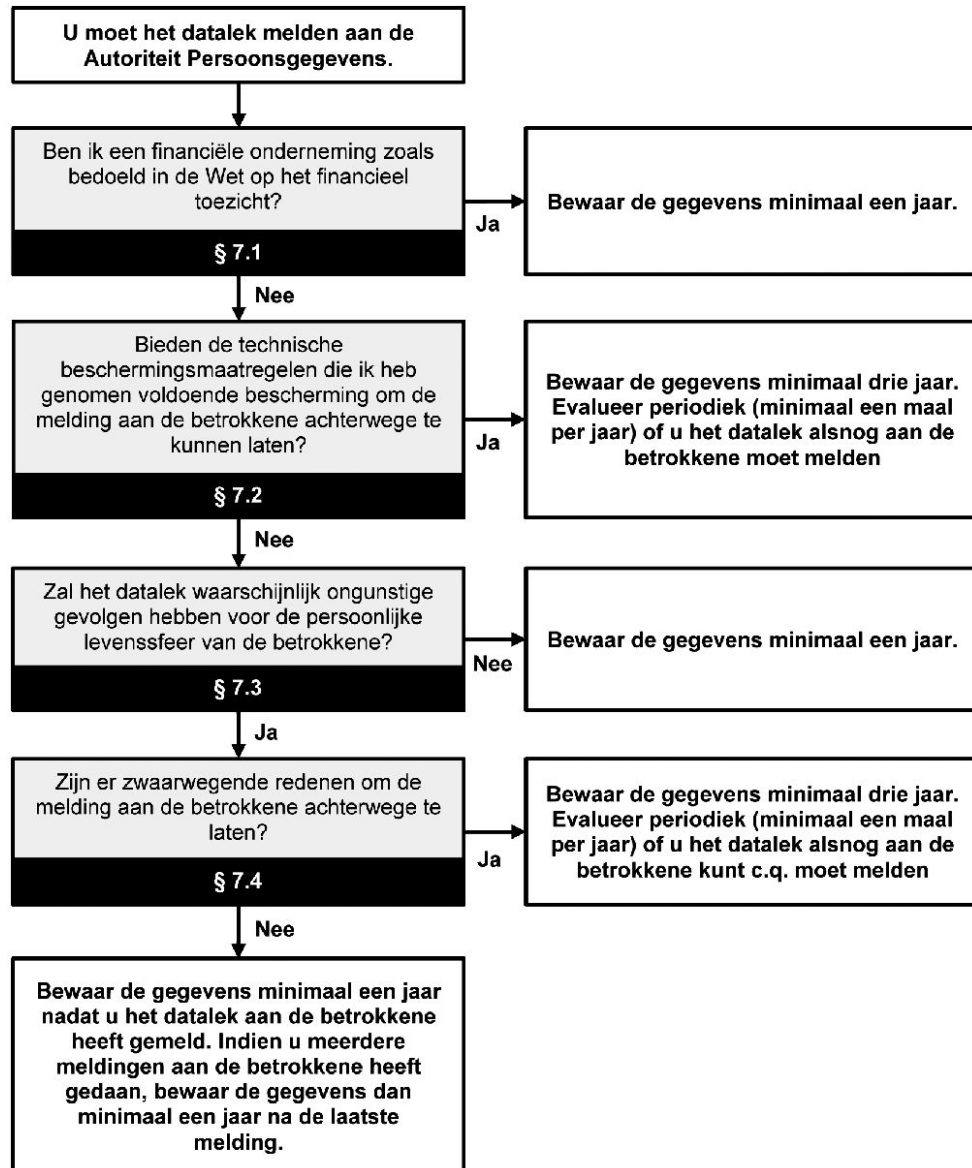 U moet het datalek melden aan de
Autoriteit Persoonsgegevens.
Ben ik een financiële onderneming zoals
bedoeld in de Wet op het financieel
toezicht?
§ 7.1
Ja
Bewaar de gegevens minimaal een jaar.
Nee
Bieden de technische
beschermingsmaatregelen die ik heb
genomen voldoende bescherming om de
melding aan de betrokkene achterwege te
kunnen laten?
§ 7.2
Ja
Bewaar de gegevens minimaal drie jaar.
Evalueer periodiek (minimaal een maal
per jaar) of u het datalek alsnog aan de
betrokkene moet melden
Nee
Zal het datalek waarschijnlijk ongunstige
gevolgen hebben voor de persoonlijke
levenssfeer van de betrokkene?
§ 7.3
Nee
Bewaar de gegevens minimaal een jaar.
Ja
Zijn er zwaarwegende redenen om de
melding aan de betrokkene achterwege te
laten?
§ 7.4
Ja
Bewaar de gegevens minimaal drie jaar.
Evalueer periodiek (minimaal een maal
per jaar) of u het datalek alsnog aan de
betrokkene kunt c.q. moet melden
Nee
Bewaar de gegevens minimaal een jaar
nadat u het datalek aan de betrokkene
heeft gemeld. Indien u meerdere
meldingen aan de betrokkene heeft
gedaan, bewaar de gegevens dan
minimaal een jaar na de laatste
melding.